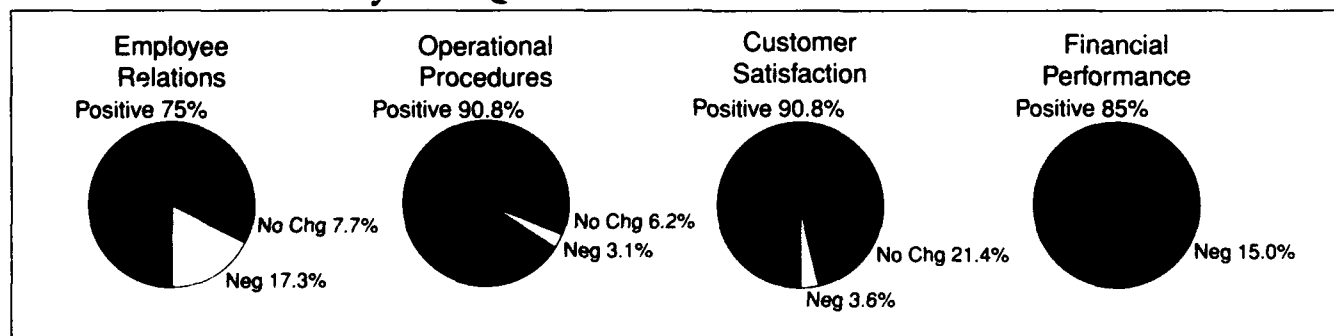 Employee
Relations
Positive 75%
No Chg 7.7%
Neg 17.3%
Operational
Procedures
Positive 90.8%
No Chg 6.2%
Neg 3.1%
Customer
Satisfaction
Positive 90.8%
No Chg 21.4%
Neg 3.6%
Financial
Performance
Positive 85%
Neg 15.0%